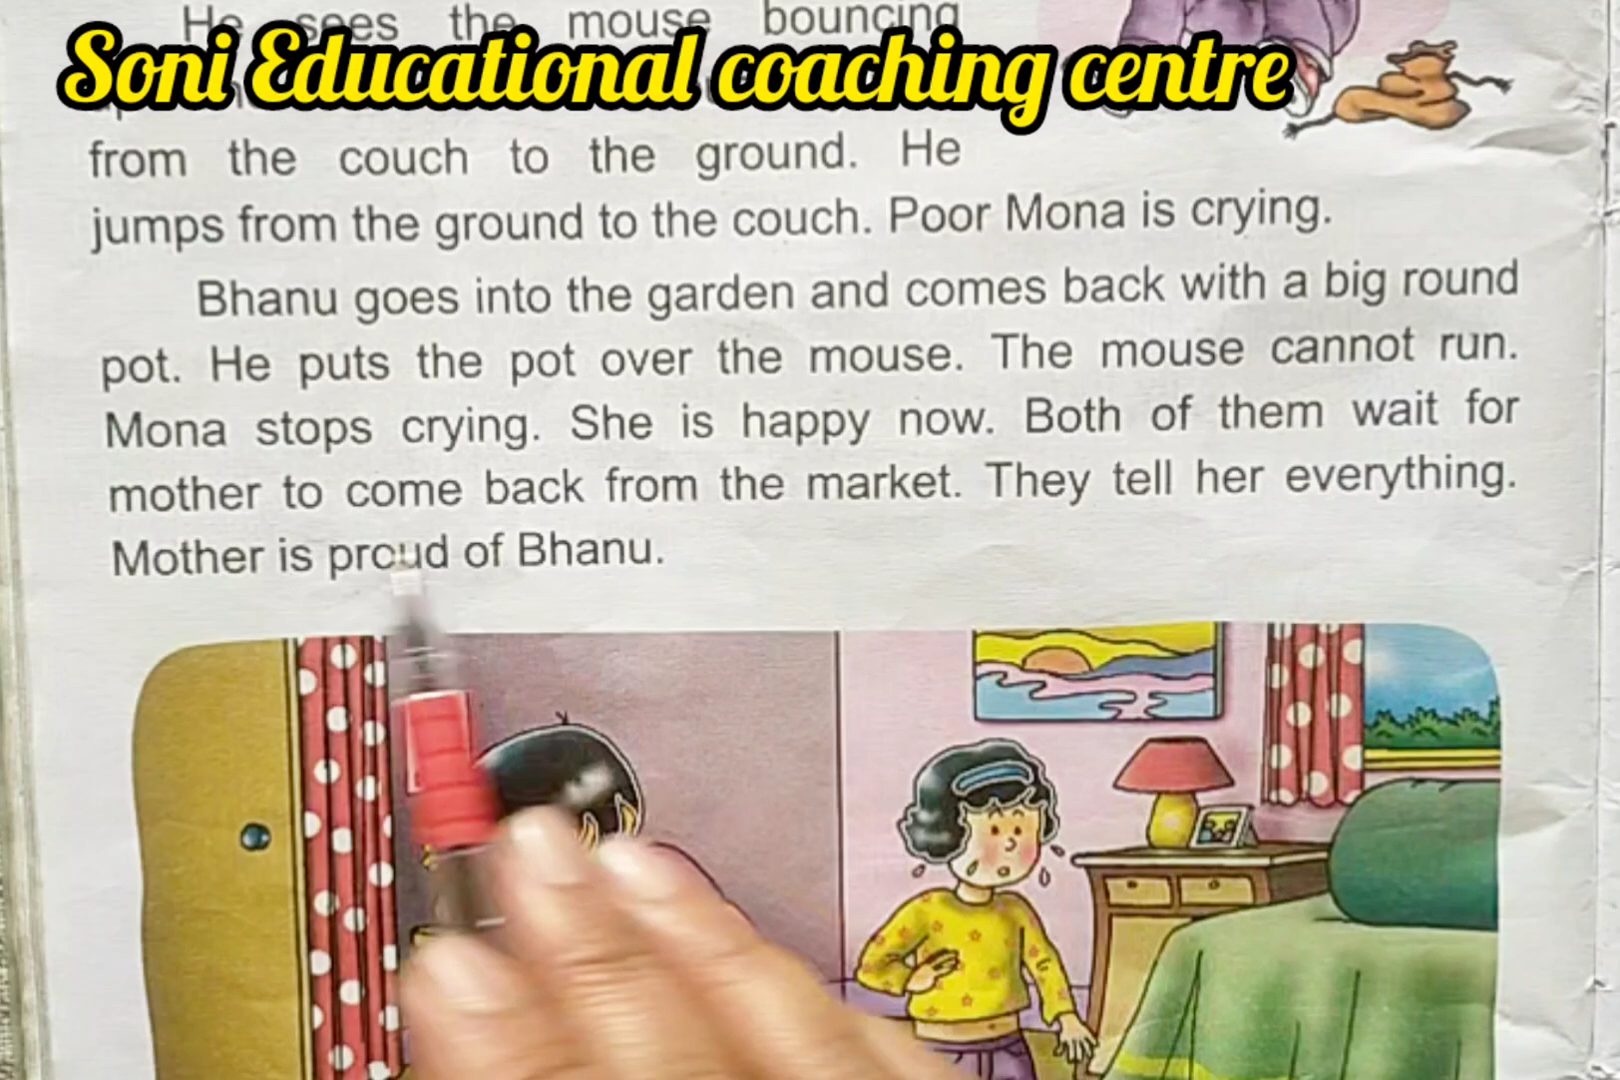 He sees the mouse bouncing
Soni Educational coaching centre
from the couch to the ground. He
jumps from the ground to the couch. Poor Mona is crying.
Bhanu goes into the garden and comes back with a big round
pot. He puts the pot over the mouse. The mouse cannot run.
Mona stops crying. She is happy now. Both of them wait for
mother to come back from the market. They tell her everything.
Mother is proud of Bhanu.